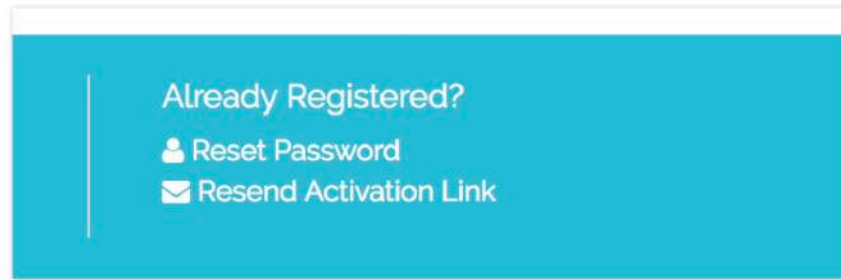 Already Registered?
Reset Password
Resend Activation Link